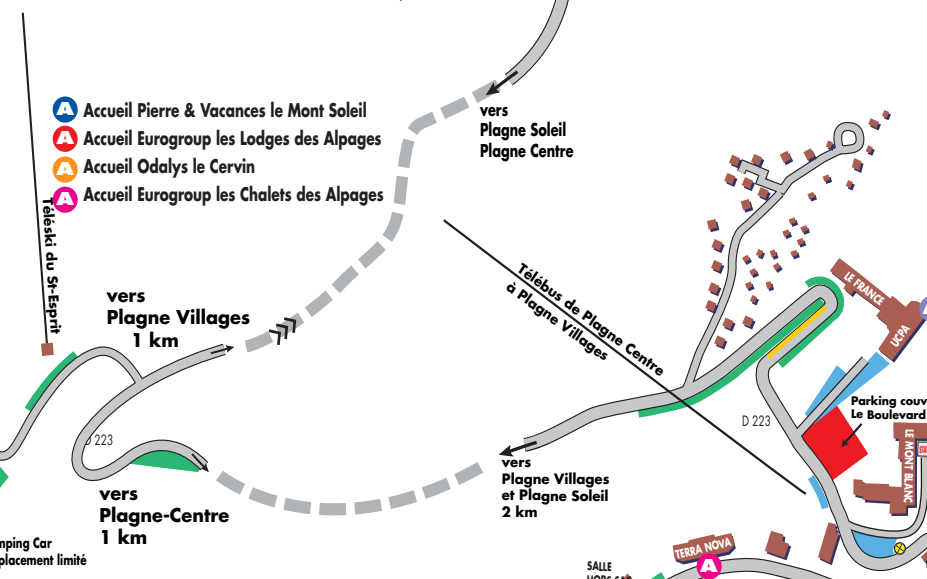 A Accueil Pierre & Vacances le Mont Soleil
A Accueil Eurogroup les Lodges des Alpages
A Accueil Odalys le Cervin
A Accueil Eurogroup les Chalets des Alpages
Téléski du St-Esprit
vers
Plagne Soleil
Plagne Centre
Télébus de Plagne Centre
à Plagne Villages
vers
Plagne Villages
1 km
LE FRANCE
UCPA
D 223
Parking
Le Boulevard
LE MONT BLANC
D 223
vers
Plagne-Centre
1 km
vers
Plagne Villages
et Plagne Soleil
2 km
Car
limité
TERRA NOVA
A
SALLE